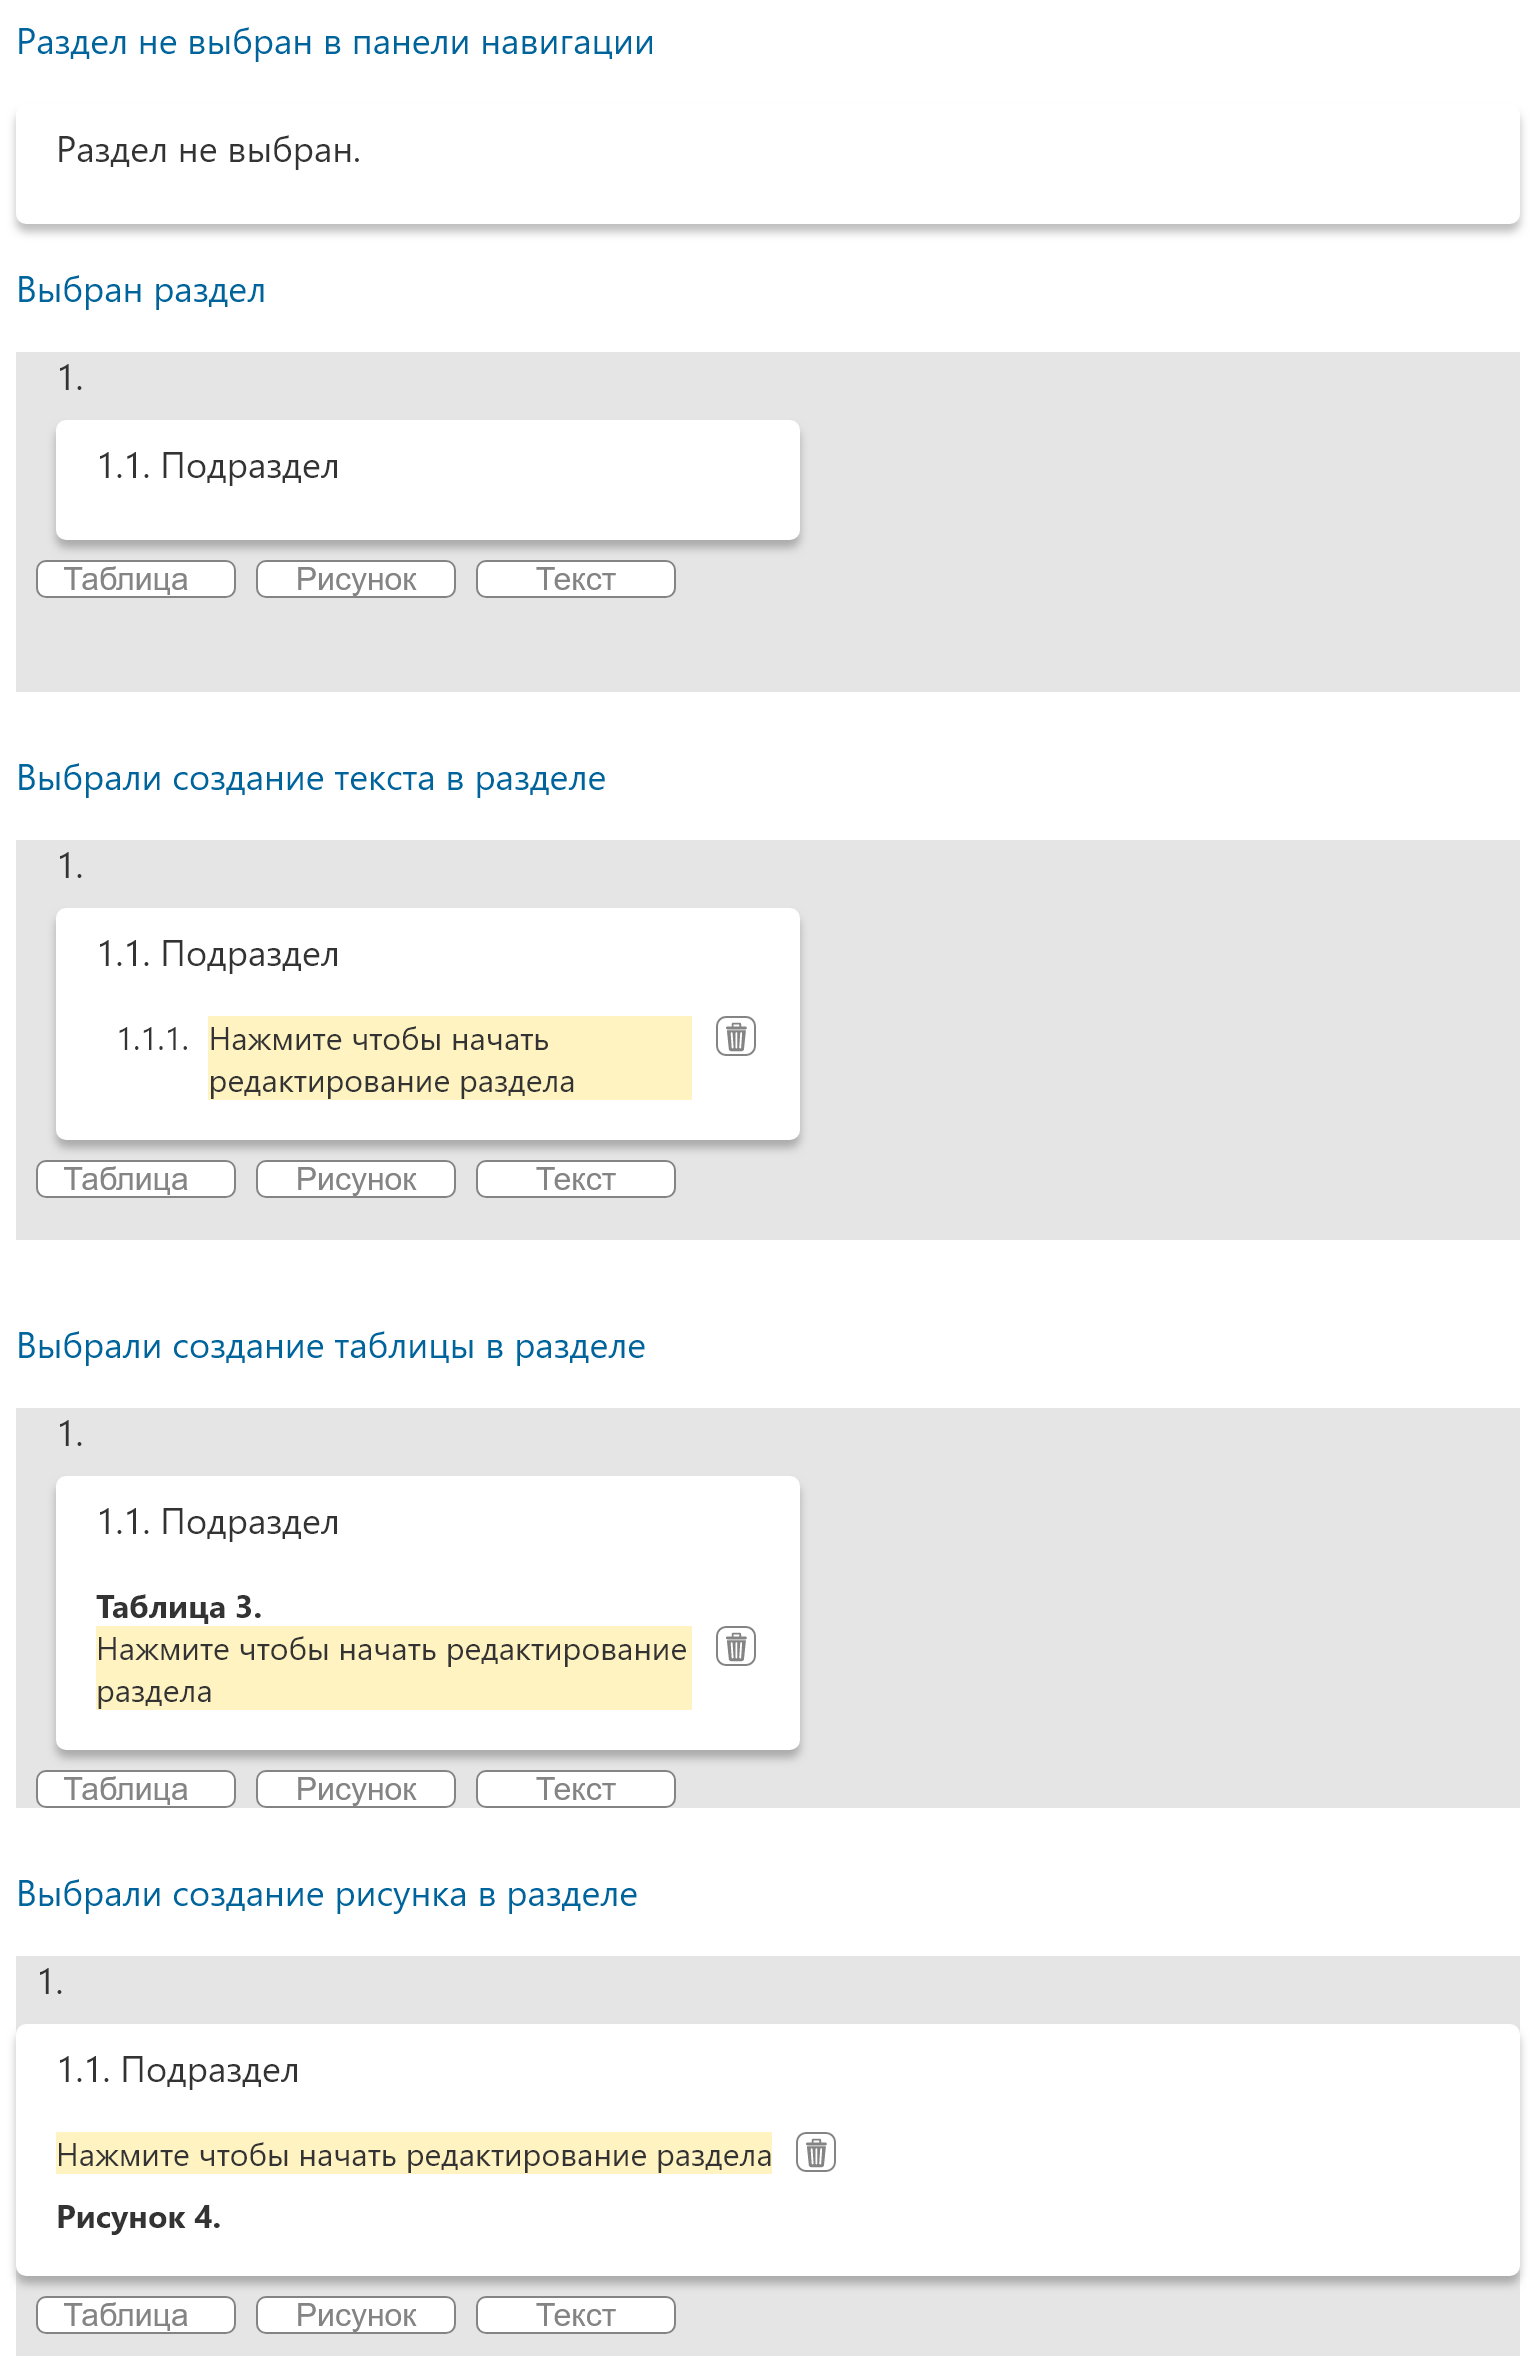 Раздел не выбран в панели навигации
Раздел не выбран.
Выбран раздел
1.
1.1. Подраздел
Таблица Рисунок Текст
Выбрали создание текста в разделе
1.
1.1. Подраздел
1.1.1. Нажмите чтобы начать
редактирование раздела
Таблица Рисунок Текст
Выбрали создание таблицы в разделе
1.
1.1. Подраздел
Таблица 3.
Нажмите чтобы начать редактирование
раздела
Таблица Рисунок Текст
Выбрали создание рисунка в разделе
1.
1.1. Подраздел
Нажмите чтобы начать редактирование раздела
Рисунок 4.
Таблица Рисунок Текст